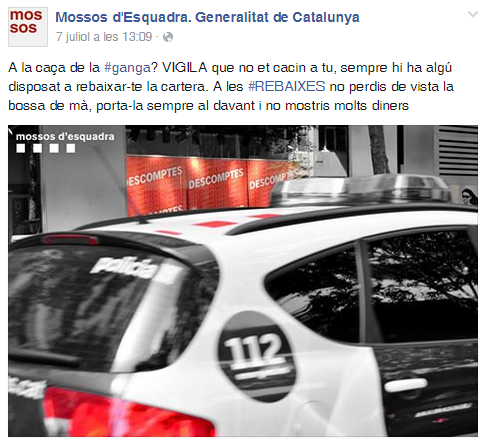 mos
sos
Mossos d'Esquadra. Generalitat de Catalunya
7 juliol a les 13:09 ·
A la caça de la #ganga? VIGILA que no et cacin a tu, sempre hi ha algú
disposat a rebaixar-te la cartera. A les #REBAIXES no perdis de vista la
bossa de mà, porta-la sempre al davant i no mostris molts diners
mossos d'esquadra
DESCOMPTES DESCOMPTES DESCOMPTES
policia
112
mossos d'esquadra